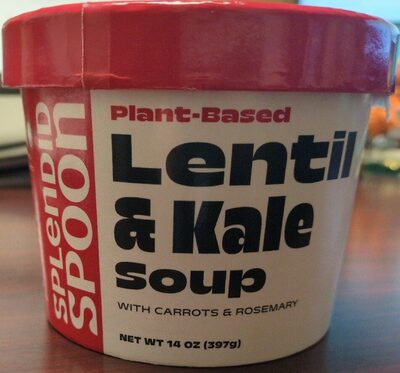 SPLENDID
SPOON
Plant-Based
Lentil
& Kale
Soup
WITH CARROTS & ROSEMARY
NET WT 14 OZ (397g)